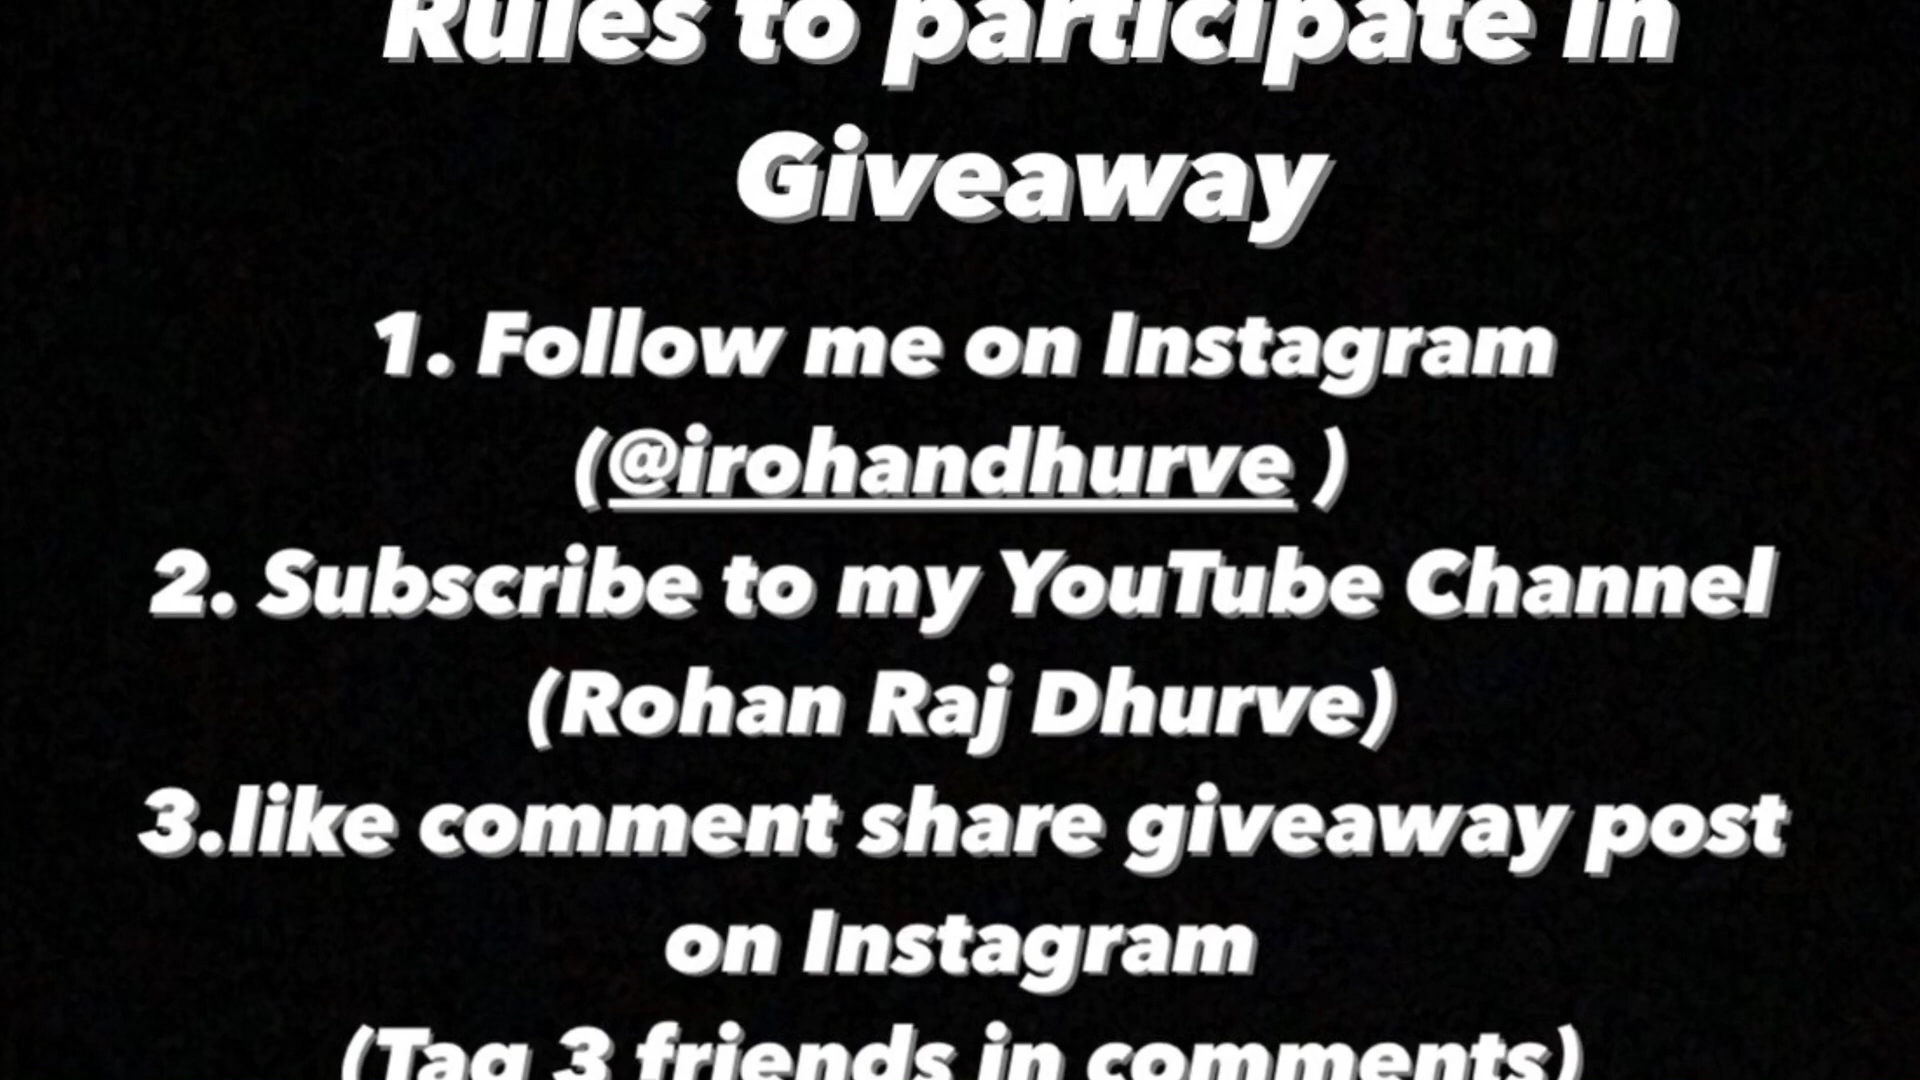 Rules to participate in
Giveaway
1. Follow me on Instagram
(@irohandhurve )
2. Subscribe to my YouTube Channel
(Rohan Raj Dhurve)
3.like comment share giveaway post
on Instagram
(Tag 3 friends in comments)